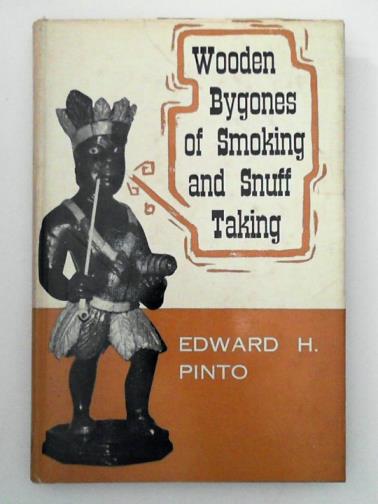 Wooden
Bygones
of Smoking
and Snuff
Taking
EDWARD H.
PINTO